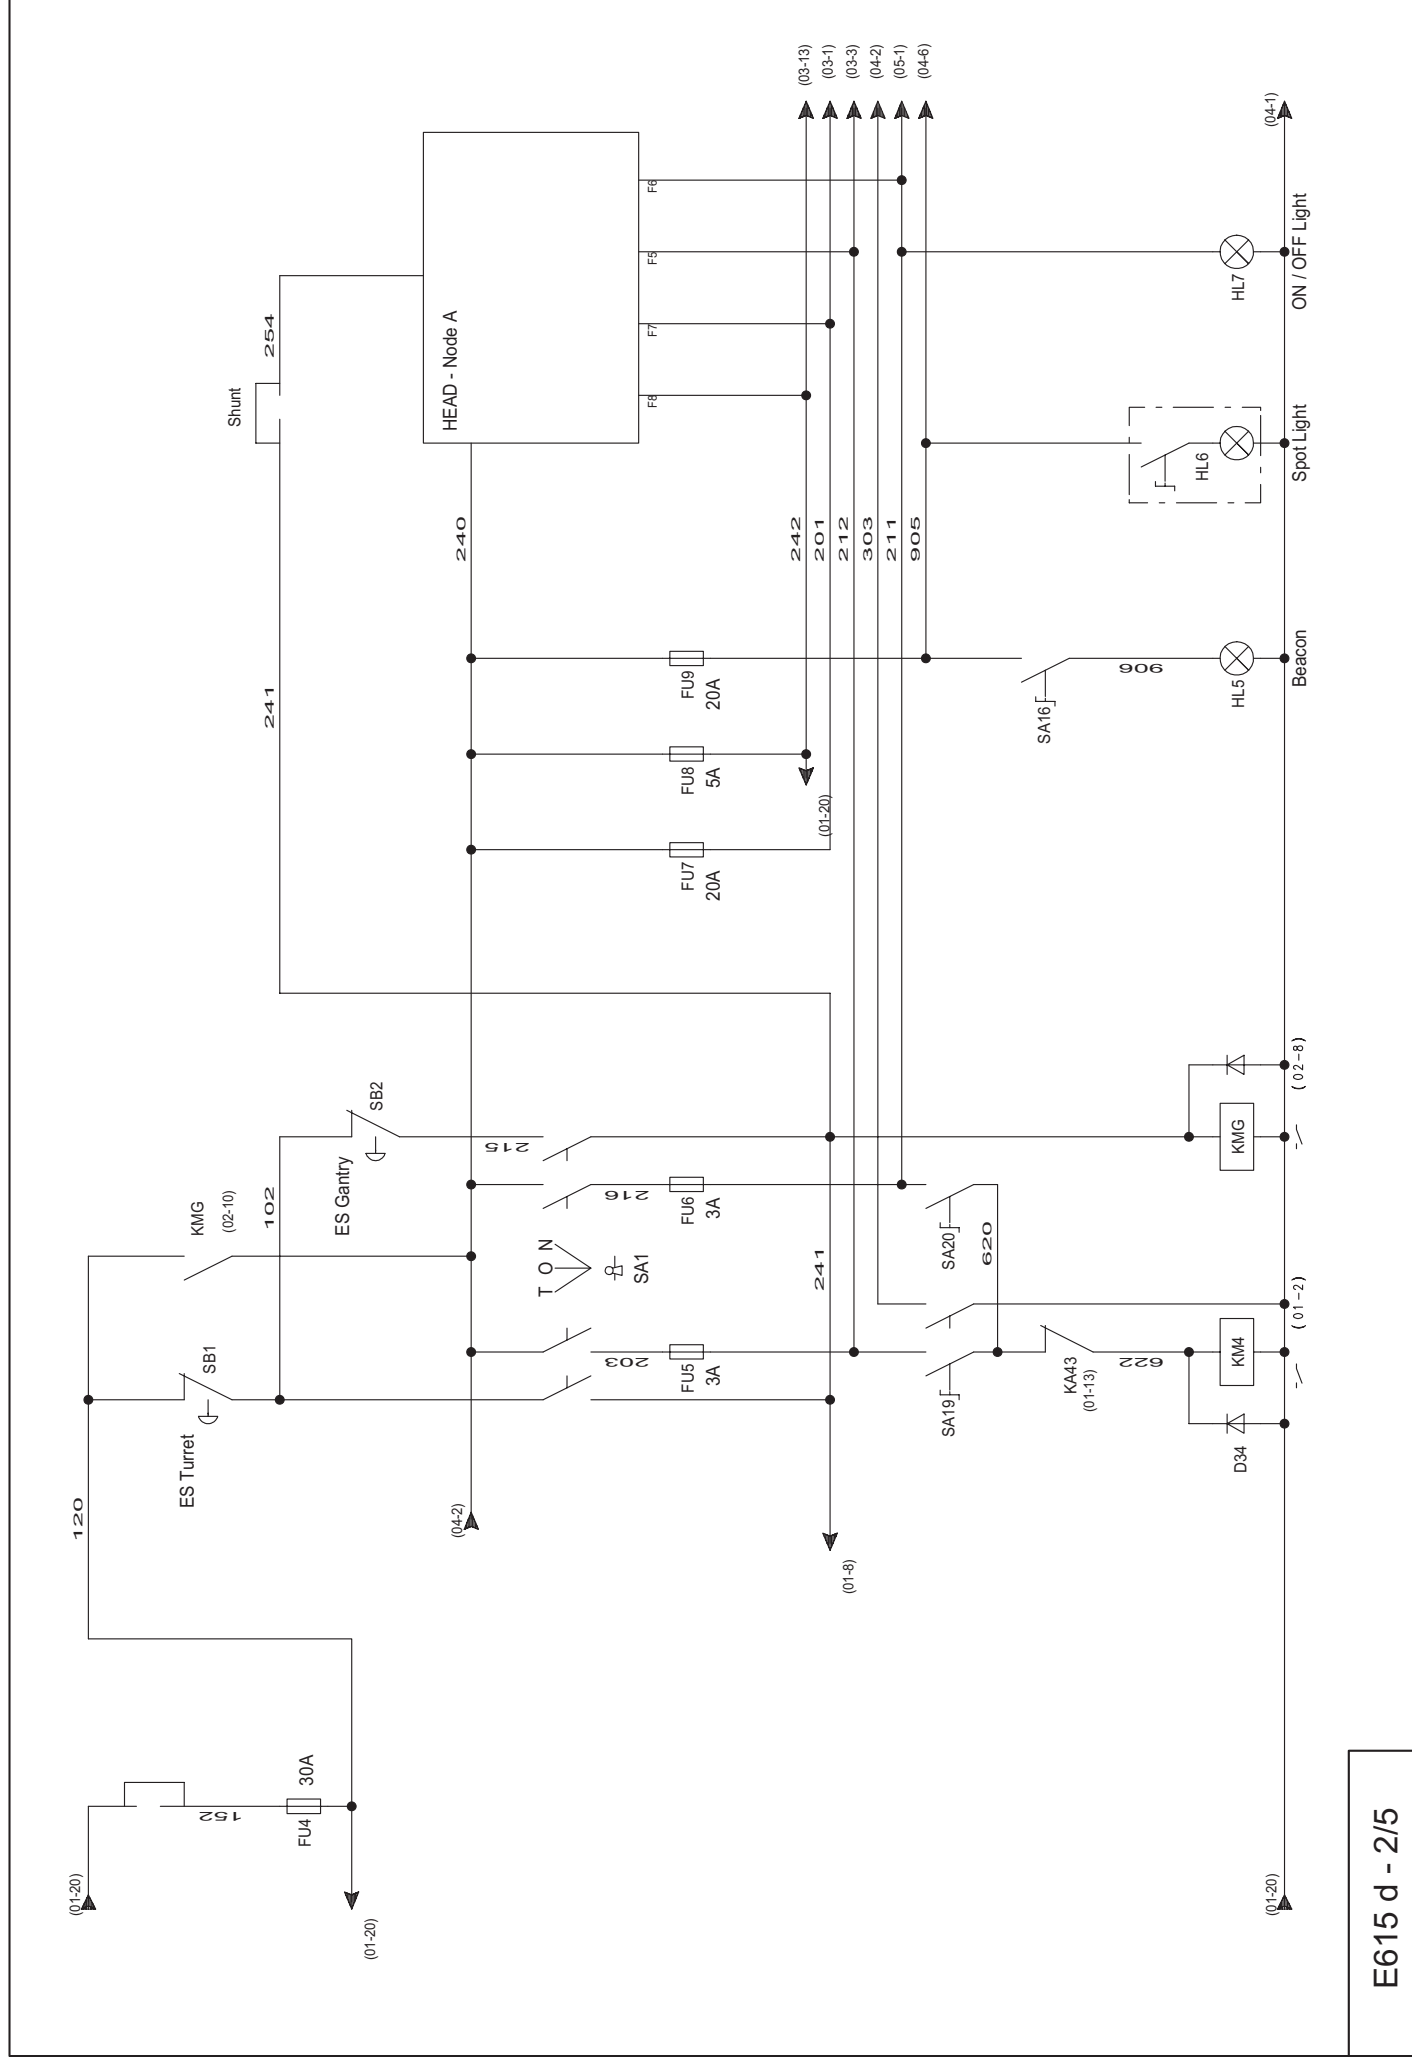 (01-20)
152
FU4
30A
(01-20)
120
ES Turret
SB1
KMG
(02-10)
102
ES Gantry
SB2
215
241
Shunt
254
HEAD - Node A
F8
F7
F5
F6
240
(04-2)
T O N
SA1
203
FU5
3A
216
FU6
3A
FU7
20A
FU8
5A
FU9
20A
(01-20)
242
201
212
303
211
905
(03-13)
(03-1)
(03-3)
(04-2)
(05-1)
(04-6)
241
(01-8)
SA19
SA20
620
KA43
(01-13)
622
D34
KM4
(01-2)
KMG
(02-8)
SA16
906
HL5
Beacon
HL6
Spot Light
HL7
ON / OFF Light
(01-20)
(04-1)
E615 d - 2/5